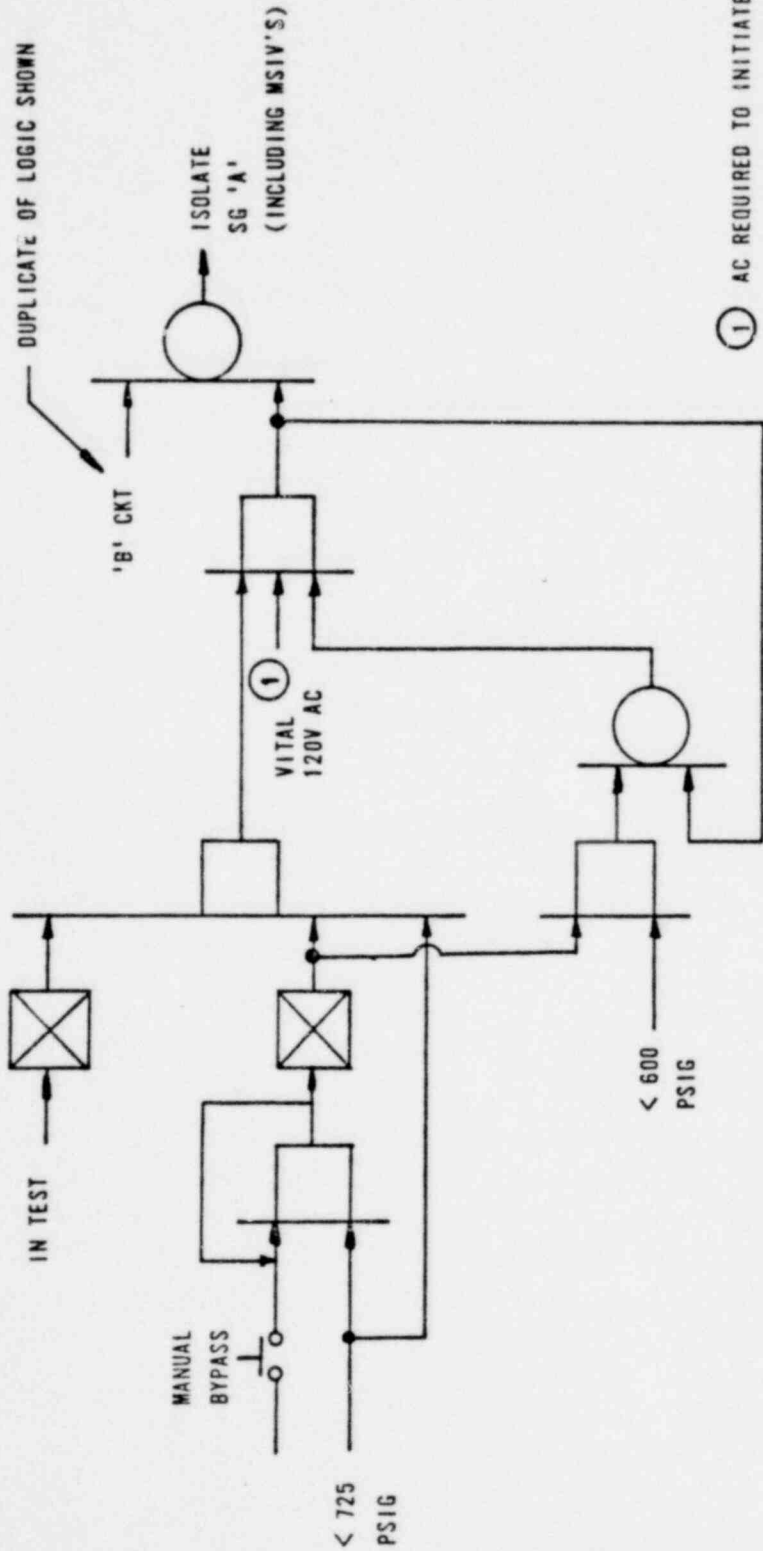 DUPLICATE OF LOGIC SHOWN
'B' CKT
ISOLATE
SG 'A'
(INCLUDING MSIV'S)
IN TEST
1
VITAL
120V AC
MANUAL
BYPASS
< 725
PSIG
< 600
PSIG
1 AC REQUIRED TO INITIATE